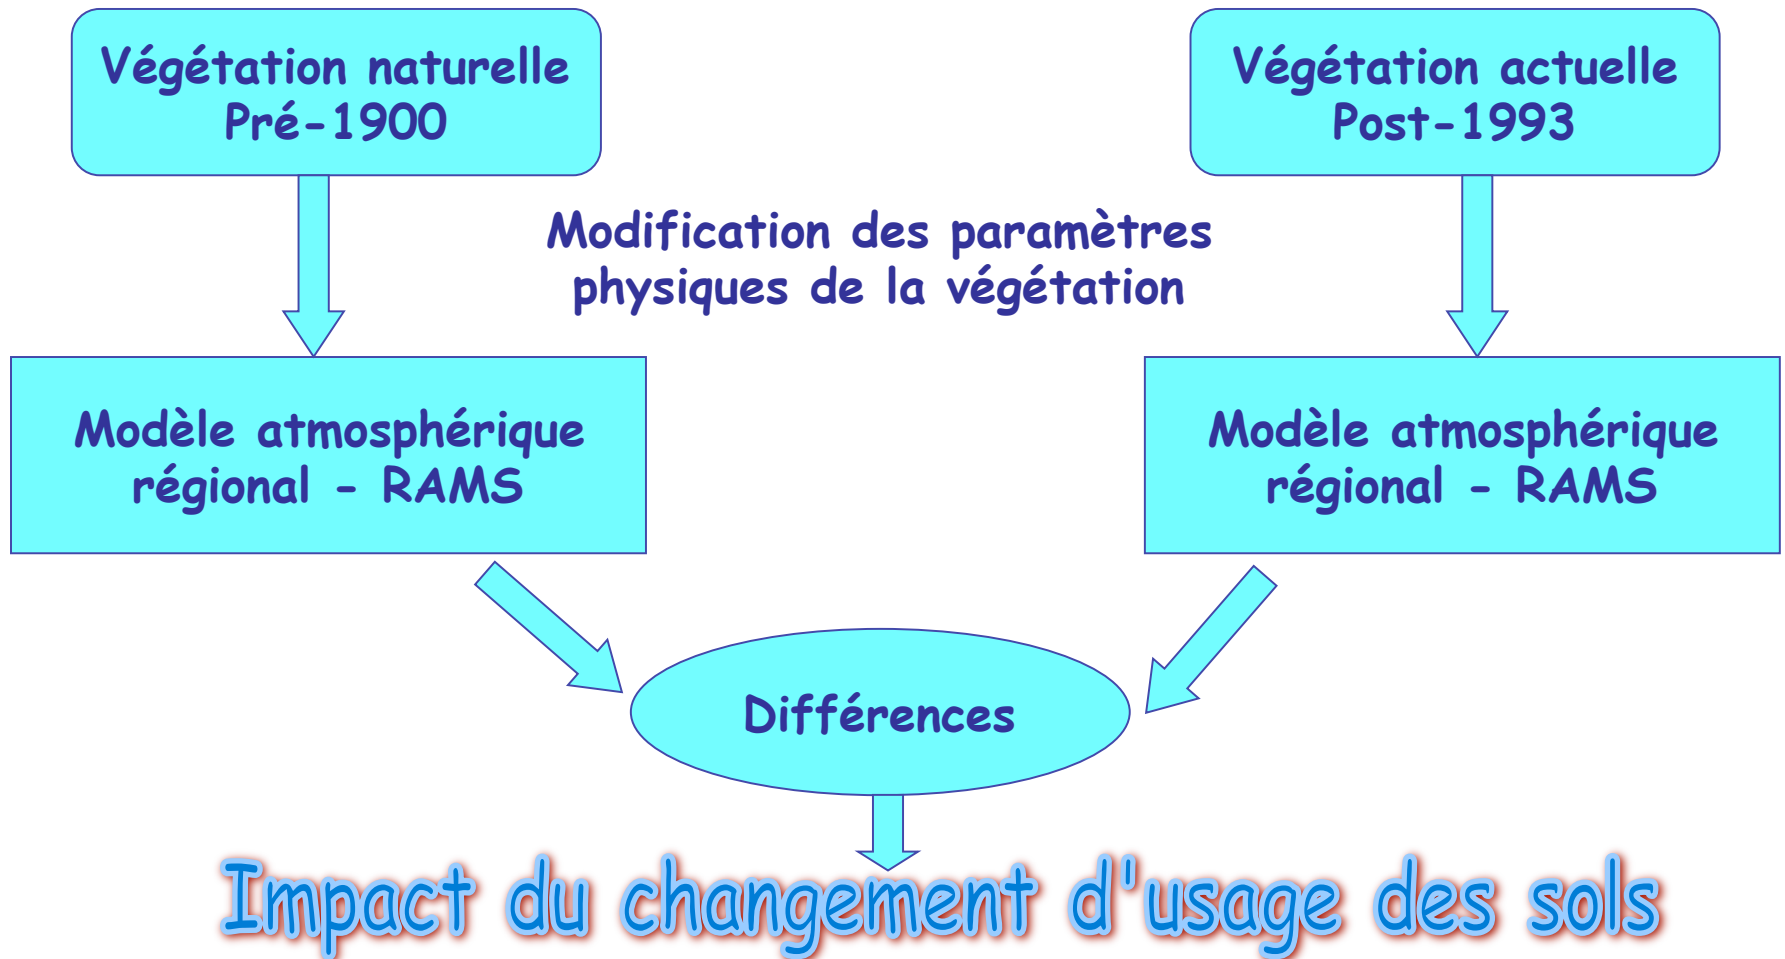 Végétation naturelle
Pré-1900
Végétation actuelle
Post-1993
Modification des paramètres
physiques de la végétation
Modèle atmosphérique
régional - RAMS
Modèle atmosphérique
régional - RAMS
Différences
Impact du changement d'usage des sols